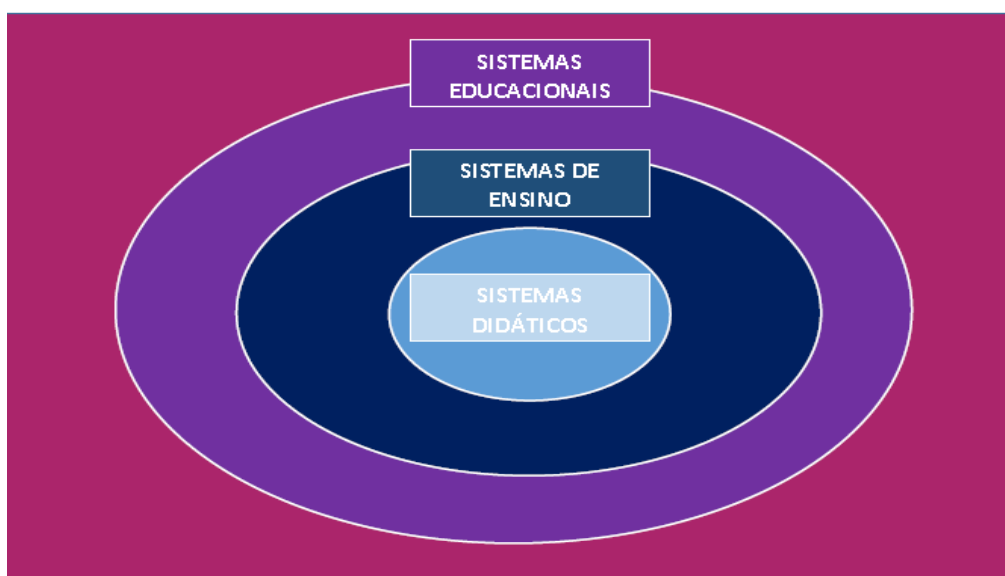 SISTEMAS
EDUCACIONAIS
SISTEMAS DE
ENSINO
SISTEMAS
DIDÁTICOS